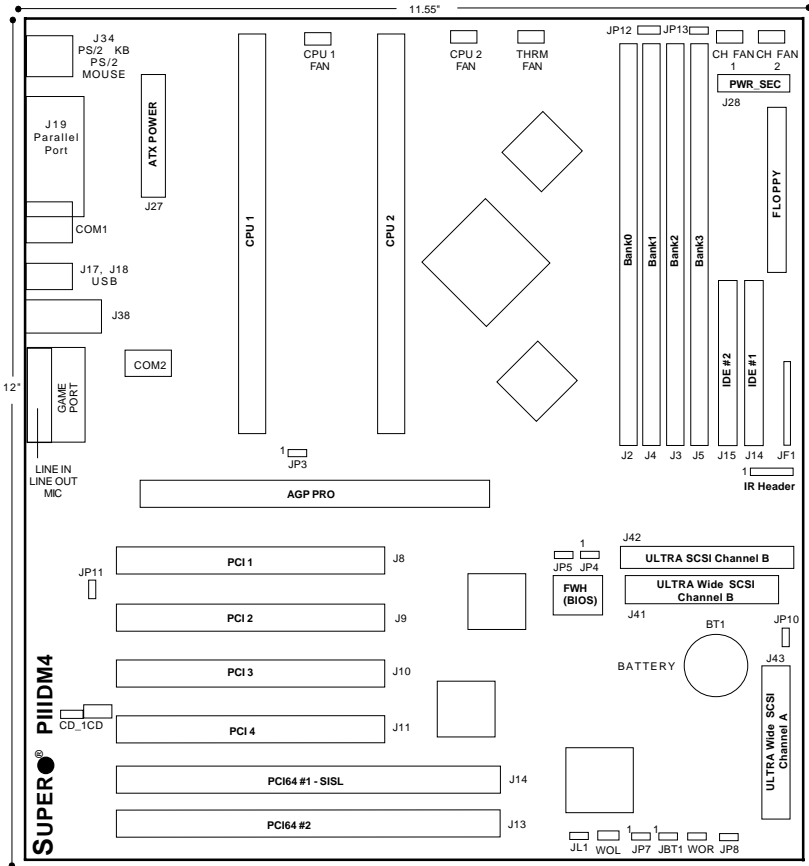 11.55"
J34
PS/2 KB
PS/2
MOUSE
CPU 1
FAN
CPU 2
FAN
THRM
FAN
JP12
JP13
CH FAN
1
CH FAN
2
PWR_SEC
J28
J19
Parallel
Port
ATX POWER
J27
COM1
J17, J18
USB
J38
COM2
GAME
PORT
12"
LINE IN
LINE OUT
MIC
CPU 1
CPU 2
Bank0
Bank1
Bank2
Bank3
FLOPPY
IDE #2
IDE #1
J2
J4
J3
J5
J15
J14
JF1
1
IR Header
1
JP3
AGP PRO
PCI 1
J8
JP11
PCI 2
J9
PCI 3
J10
PCI 4
J11
CD_1CD
PCI64 #1 - SISL
J14
PCI64 #2
J13
SUPER® PIIIDM4
1
JP5
JP4
FWH
(BIOS)
J42
ULTRA SCSI Channel B
ULTRA Wide SCSI
Channel B
J41
BT1
BATTERY
JP10
J43
ULTRA Wide SCSI
Channel A
JL1
WOL
1
JP7
1
JBT1
WOR
JP8